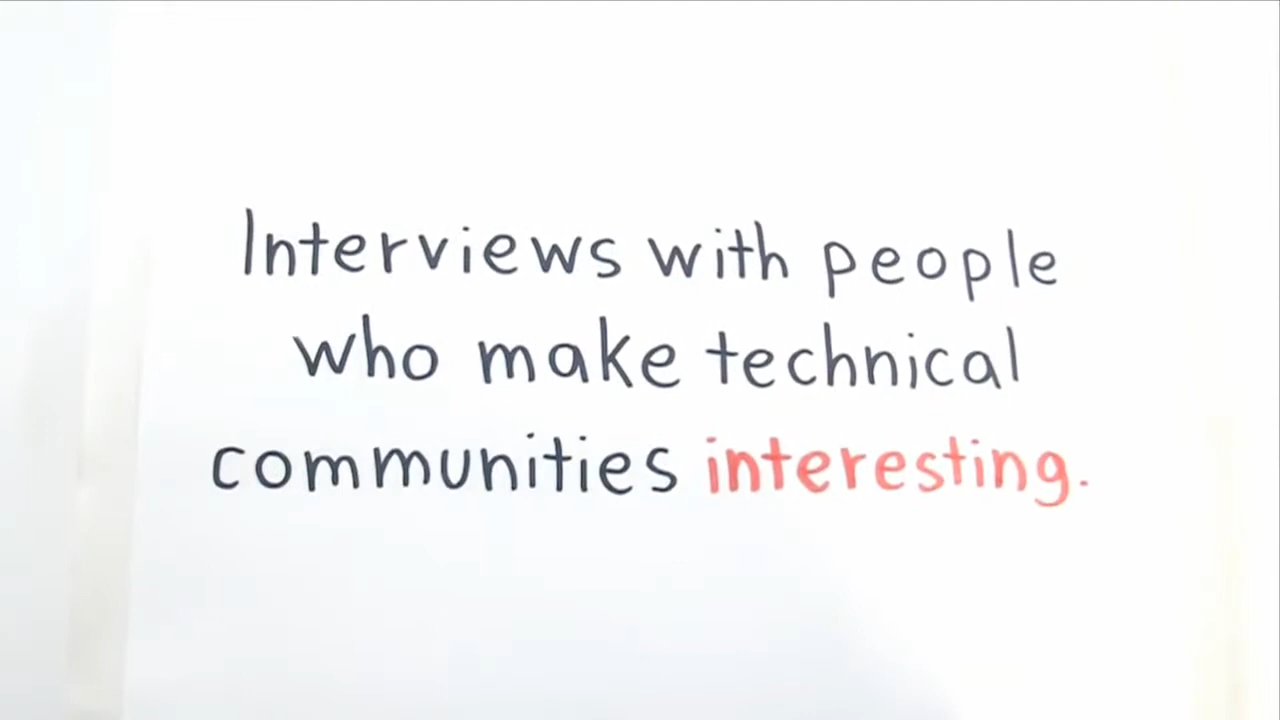 Interviews with people
who make technical
communities interesting.